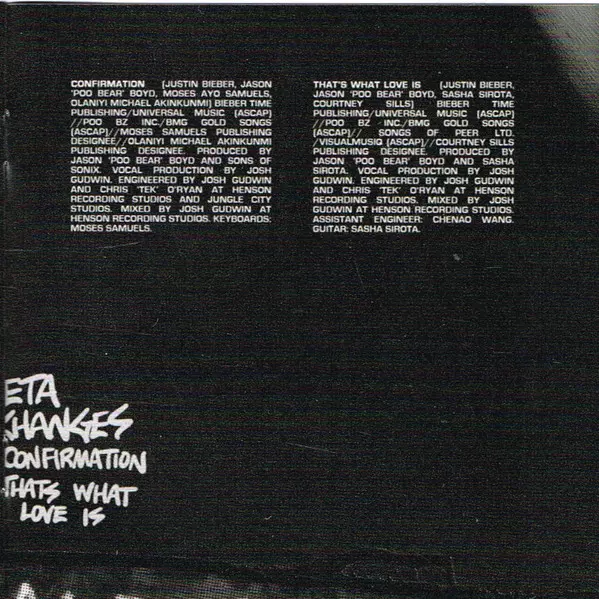 CONFIRMATION (JUSTIN BIEBER, JASON
'POO BEAR' BOYD, MOSES AYO SAMUELS,
OLANIYI MICHAEL AKINKUNMI) BIEBER TIME
PUBLISHING/UNIVERSAL MUSIC (ASCAP)
//POO BZ INC./BMG GOLD SONGS
(ASCAP)//MOSES SAMUELS PUBLISHING
DESIGNEE//OLANIYI MICHAEL AKINKUNMI
PUBLISHING DESIGNEE. PRODUCED BY
JASON 'POO BEAR' BOYD AND SONS OF
SONIX. VOCAL PRODUCTION BY JOSH
GUDWIN. ENGINEERED BY JOSH GUDWIN
AND CHRIS 'TEK' O'RYAN AT HENSON
RECORDING STUDIOS AND JUNGLE CITY
STUDIOS. MIXED BY JOSH GUDWIN AT
HENSON RECORDING STUDIOS. KEYBOARDS:
MOSES SAMUELS.
THAT'S WHAT LOVE IS (JUSTIN BIEBER,
JASON 'POO BEAR' BOYD, SASHA SIROTA,
COURTNEY SILLS) BIEBER TIME
PUBLISHING/UNIVERSAL MUSIC (ASCAP)
//POO BZ INC./BMG GOLD SONGS
(ASCAP)// SONGS OF PEER LTD.
/VISUALMUSIQ (ASCAP)//COURTNEY SILLS
PUBLISHING DESIGNEE. PRODUCED BY
JASON 'POO BEAR' BOYD AND SASHA
SIROTA. VOCAL PRODUCTION BY JOSH
GUDWIN. ENGINEERED BY JOSH GUDWIN
AND CHRIS 'TEK' O'RYAN AT HENSON
RECORDING STUDIOS. MIXED BY JOSH
GUDWIN AT HENSON RECORDING STUDIOS.
ASSISTANT ENGINEER: CHENAO WANG.
GUITAR: SASHA SIROTA.
ETA
CHANGES
CONFIRMATION
THATS WHAT
LOVE IS